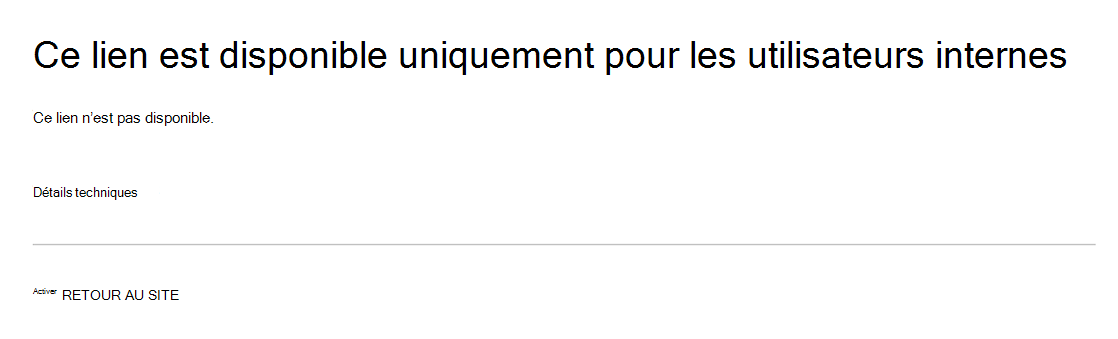 Ce lien est disponible uniquement pour les utilisateurs internes
Ce lien n’est pas disponible.
Détails techniques
Activer RETOUR AU SITE